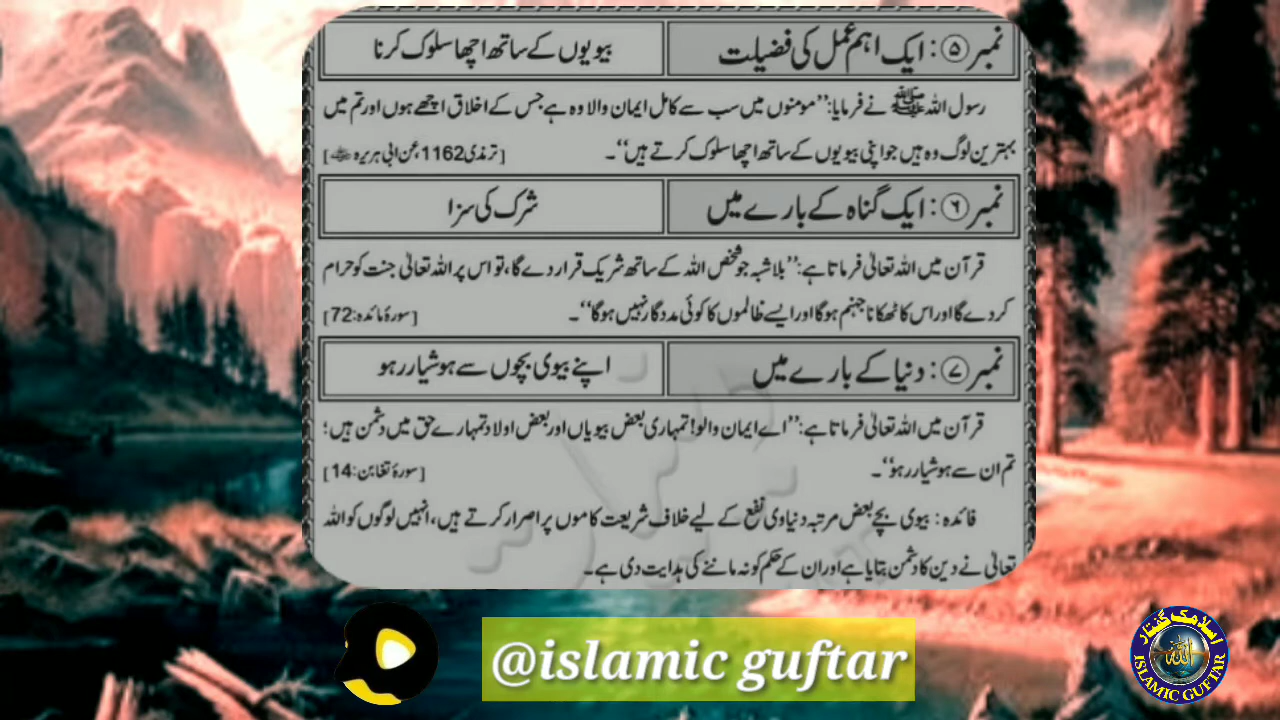 نمبر ⑤: ایک اہم عمل کی فضیلت
بیویوں کے ساتھ اچھا سلوک کرنا
رسول اللہ ﷺ نے فرمایا: ’’مومنوں میں سب سے کامل ایمان والا وہ ہے جس کے اخلاق اچھے ہوں اور تم میں
بہترین لوگ وہ ہیں جو اپنی بیویوں کے ساتھ اچھا سلوک کرتے ہیں‘‘۔ [ترمذی 1162، عن ابی ہریرہ ؓ]
نمبر ⑥: ایک گناہ کے بارے میں
شرک کی سزا
قرآن میں اللہ تعالیٰ فرماتا ہے: ’’بلاشبہ جو شخص اللہ کے ساتھ شریک قرار دے گا، تو اس پر اللہ تعالیٰ جنت کو حرام
کر دے گا اور اس کا ٹھکانا جہنم ہوگا اور ایسے ظالموں کا کوئی مددگار نہیں ہوگا‘‘۔ [سورۂ مائدہ: 72]
نمبر ⑦: دنیا کے بارے میں
اپنے بیوی بچوں سے ہوشیار رہو
قرآن میں اللہ تعالیٰ فرماتا ہے: ’’اے ایمان والو! تمہاری بعض بیویاں اور بعض اولاد تمہارے حق میں دشمن ہیں؛
تم ان سے ہوشیار رہو‘‘۔ [سورۂ تغابن: 14]
فائدہ: بیوی بچے بعض مرتبہ دنیاوی نفع کے لیے خلاف شریعت کاموں پر اصرار کرتے ہیں، انہیں لوگوں کو اللہ
تعالیٰ نے دین کا دشمن بتایا ہے اور ان کے حکم کو نہ ماننے کی ہدایت دی ہے۔
@islamic guftar
اسلامک گفتار
اللہ
ISLAMIC GUFTAR